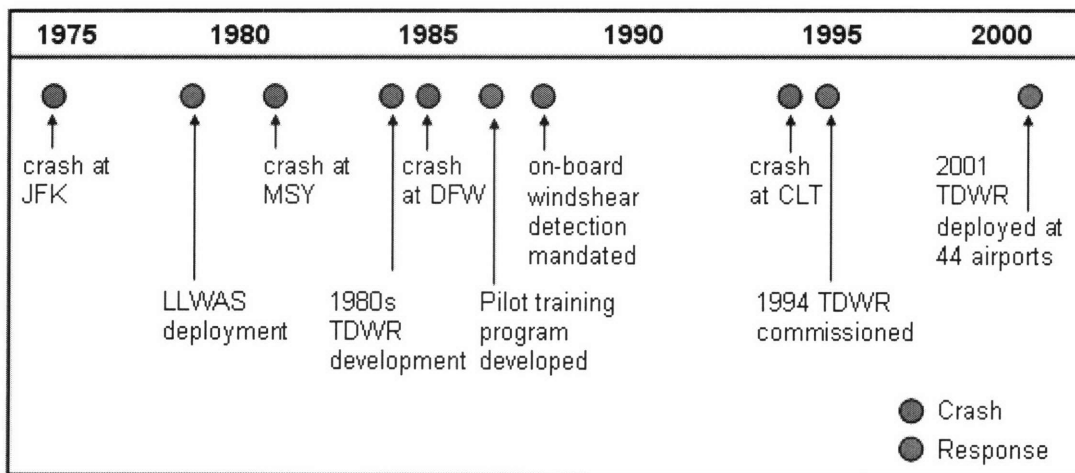 1975 1980 1985 1990 1995 2000
crash at
JFK
crash at
MSY
crash
at DFW
on-board
windshear
detection
mandated
crash
at CLT
2001
TDWR
deployed at
44 airports
LLWAS
deployment
1980s
TDWR
development
Pilot training
program
developed
1994 TDWR
commissioned
Crash
Response